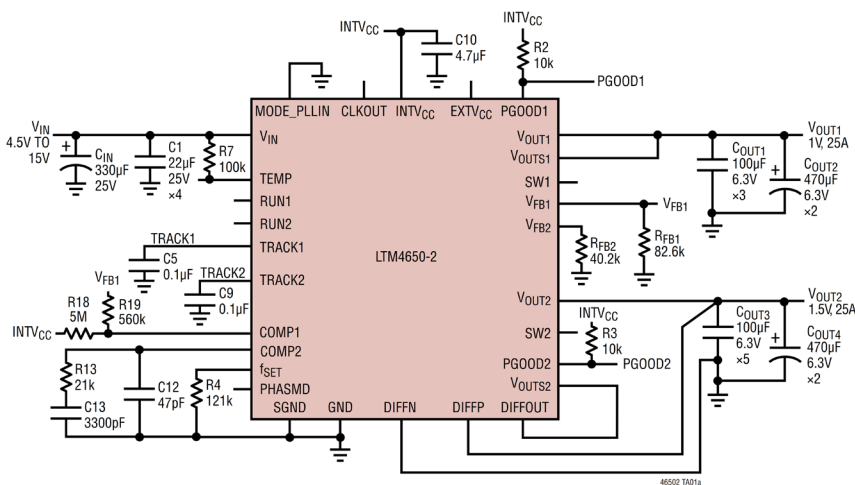 INTVCC
C10
4.7µF
INTVCC
R2
10k
PGOOD1
MODE_PLLIN
CLKOUT
INTVCC
EXTVCC
PGOOD1
VIN
4.5V TO
15V
+
CIN
330µF
25V
C1
22µF
25V
×4
R7
100k
VIN
TEMP
RUN1
RUN2
TRACK1
TRACK1
C5
0.1µF
TRACK2
TRACK2
C9
0.1µF
VFB1
R18
5M
R19
560k
INTVCC
COMP1
COMP2
R13
21k
C13
3300pF
C12
47pF
R4
121k
fSET
PHASMD
SGND
GND
DIFFN
DIFFP
DIFFOUT
LTM4650-2
VOUT1
VOUTS1
SW1
VFB1
VFB2
VOUT2
SW2
PGOOD2
VOUTS2
VOUT1
1V, 25A
COUT1
100µF
6.3V
×3
+
COUT2
470µF
6.3V
×2
VFB1
RFB2
40.2k
RFB1
82.6k
INTVCC
R3
10k
PGOOD2
VOUT2
1.5V, 25A
COUT3
100µF
6.3V
×5
+
COUT4
470µF
6.3V
×2
46502 TA01a